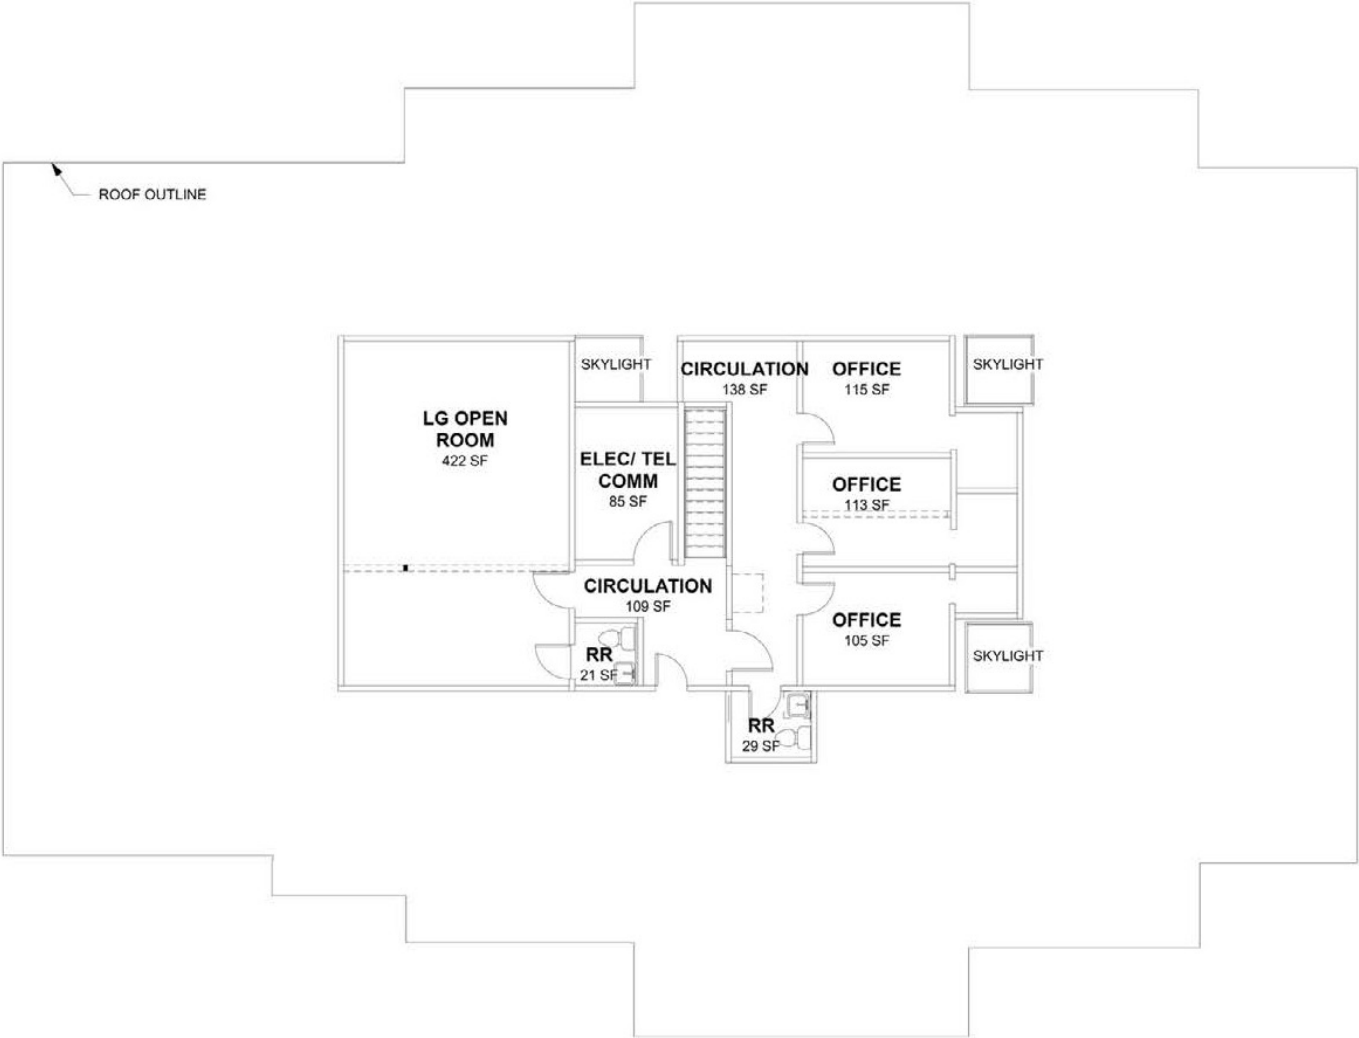 ROOF OUTLINE
LG OPEN
ROOM
422 SF
SKYLIGHT
ELEC/ TEL
COMM
85 SF
CIRCULATION
138 SF
OFFICE
115 SF
SKYLIGHT
OFFICE
113 SF
CIRCULATION
109 SF
OFFICE
105 SF
SKYLIGHT
RR
21 SF
RR
29 SF